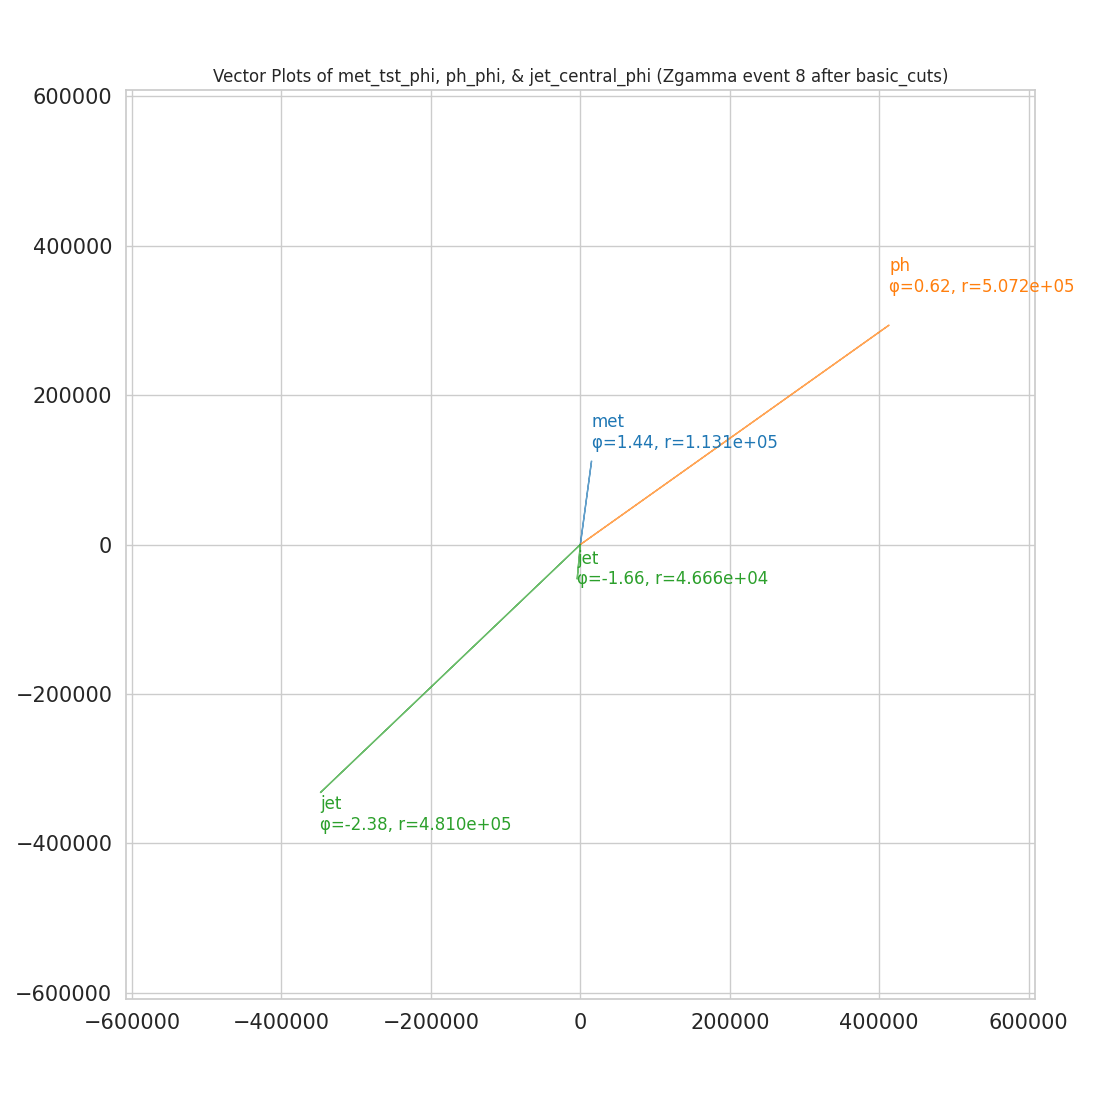 Vector Plots of met_tst_phi, ph_phi, & jet_central_phi (Zgamma event 8 after basic_cuts)
600000
400000
200000
0
−200000
−400000
−600000
ph
φ=0.62, r=5.072e+05
met
φ=1.44, r=1.131e+05
jet
φ=-1.66, r=4.666e+04
jet
φ=-2.38, r=4.810e+05
−600000
−400000
−200000
0
200000
400000
600000